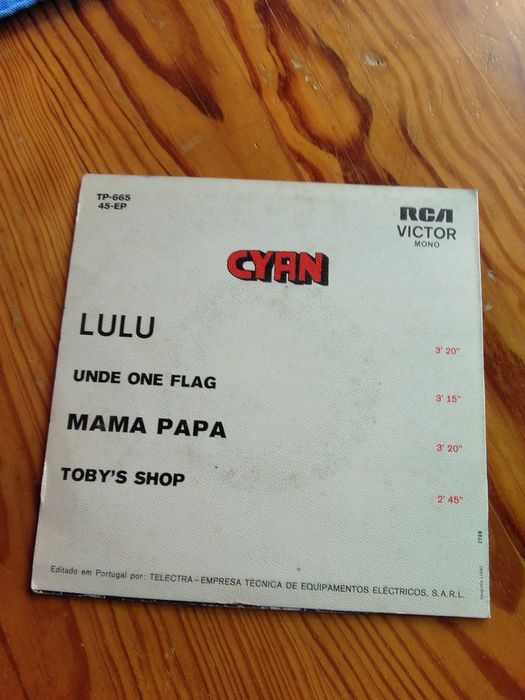 TP-665
45-EP
RCA
VICTOR
MONO
CYAN
LULU
3' 20"
UNDE ONE FLAG
3' 15"
MAMA PAPA
3' 20"
TOBY'S SHOP
2' 45"
CYAN
Editado em Portugal por: TELECTRA-EMPRESA TÉCNICA DE EQUIPAMENTOS ELÉCTRICOS, S.A.R.L.